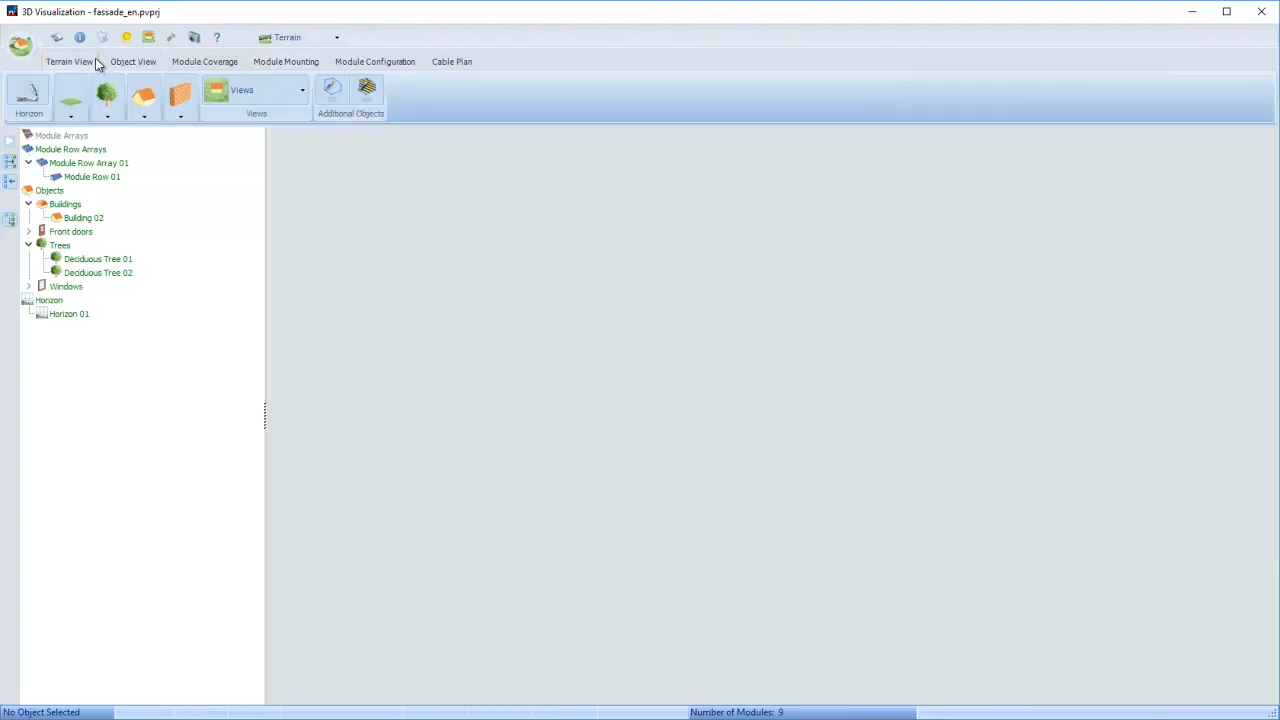 3D Visualization - fassade_en.pvprj
?
Terrain
Terrain View
Object View
Module Coverage
Module Mounting
Module Configuration
Cable Plan
Views
Horizon
Views
Additional Objects
Module Arrays
Module Row Arrays
Module Row Array 01
Module Row 01
Objects
Buildings
Building 02
Front doors
Trees
Deciduous Tree 01
Deciduous Tree 02
Windows
Horizon
Horizon 01
No Object Selected
Number of Modules: 9